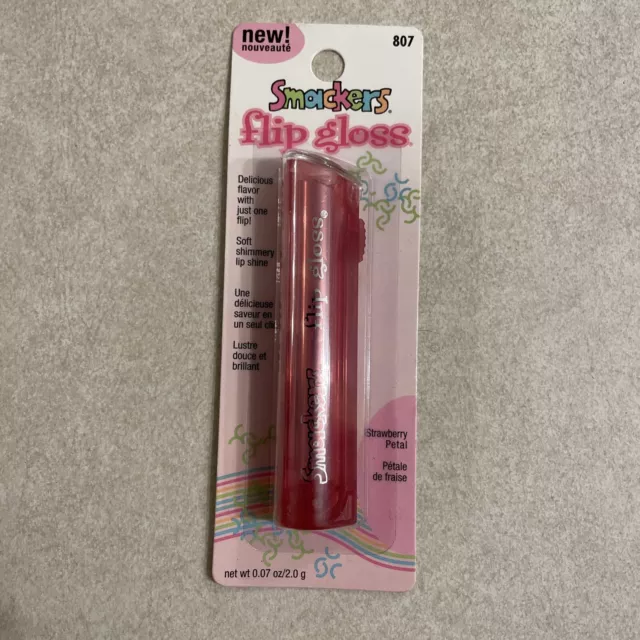 new!
nouveauté
807
Smackers®
flip gloss®
Delicious
flavor
with
just one
flip!
Soft
shimmery
lip shine
Une
délicieuse
saveur en
un seul
Lustre
douce et
brillant
Smackers flip gloss®
Strawberry
Petal
Pétale
de fraise
net wt 0.07 oz/2.0 g